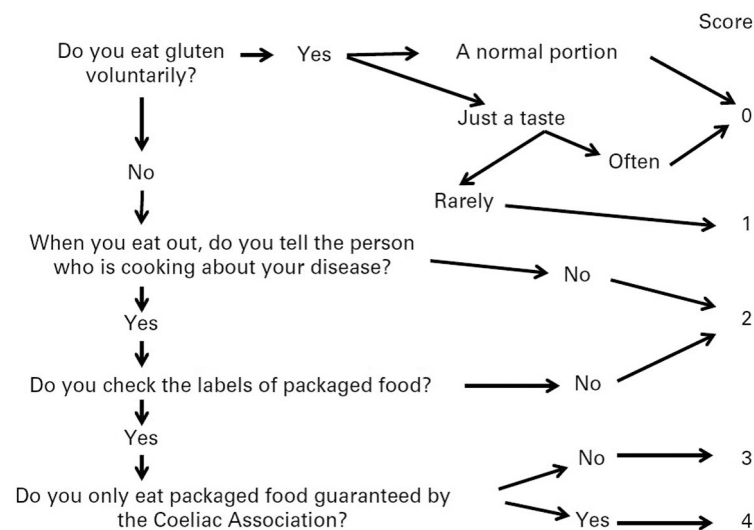 Score
Do you eat gluten
voluntarily?
Yes
A normal portion
0
Just a taste
Often
No
Rarely
1
When you eat out, do you tell the person
who is cooking about your disease?
No
2
Yes
Do you check the labels of packaged food?
No
Yes
No
3
Do you only eat packaged food guaranteed by
the Coeliac Association?
Yes
4